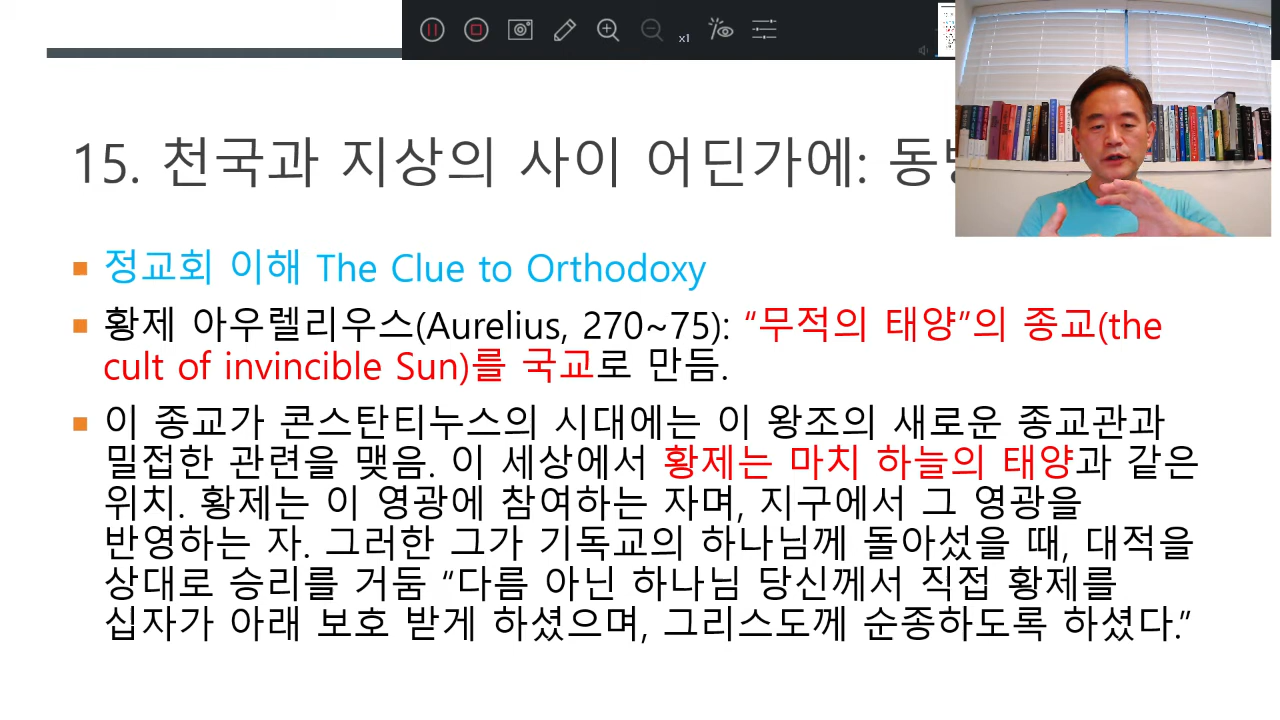 x1
15. 천국과 지상의 사이 어딘가에:
정교회 이해 The Clue to Orthodoxy
황제 아우렐리우스(Aurelius, 270~75): “무적의 태양”의 종교(the
cult of invincible Sun)를 국교로 만듬.
이 종교가 콘스탄티누스의 시대에는 이 왕조의 새로운 종교관과
밀접한 관련을 맺음. 이 세상에서 황제는 마치 하늘의 태양과 같은
위치. 황제는 이 영광에 참여하는 자며, 지구에서 그 영광을
반영하는 자. 그러한 그가 기독교의 하나님께 돌아섰을 때, 대적을
상대로 승리를 거둠 “다름 아닌 하나님 당신께서 직접 황제를
십자가 아래 보호 받게 하셨으며, 그리스도께 순종하도록 하셨다.”